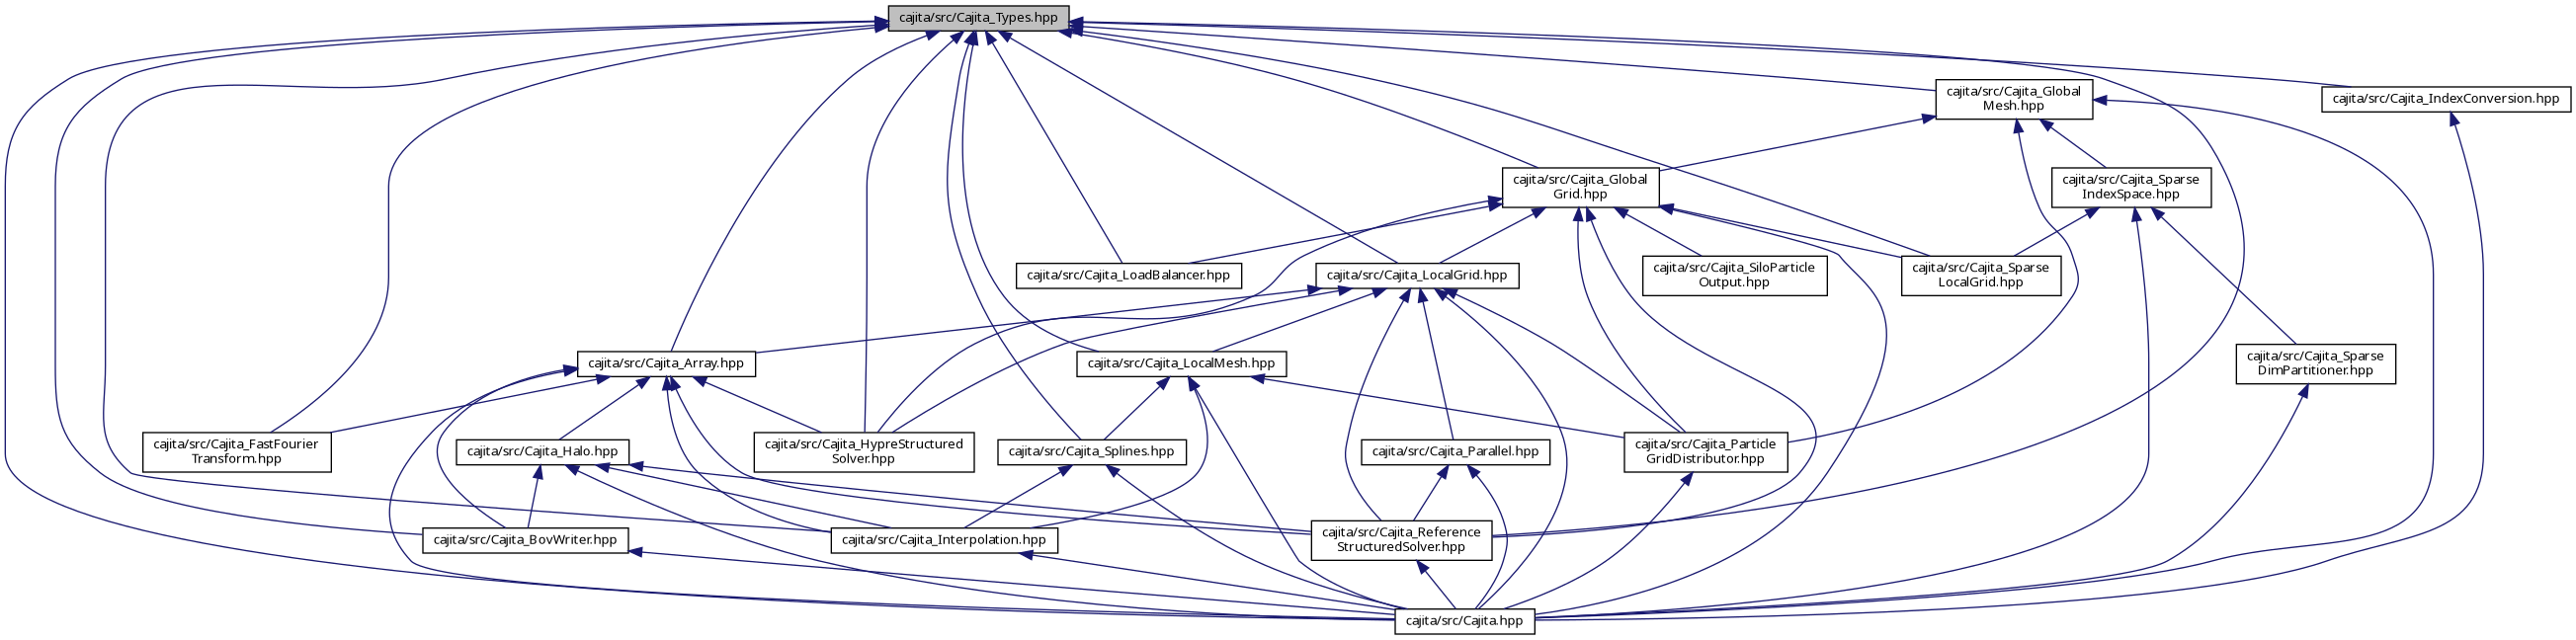 cajita/src/Cajita_Types.hpp
cajita/src/Cajita_Global
Mesh.hpp
cajita/src/Cajita_IndexConversion.hpp
cajita/src/Cajita_Global
Grid.hpp
cajita/src/Cajita_Sparse
IndexSpace.hpp
cajita/src/Cajita_LoadBalancer.hpp
cajita/src/Cajita_LocalGrid.hpp
cajita/src/Cajita_SiloParticle
Output.hpp
cajita/src/Cajita_Sparse
LocalGrid.hpp
cajita/src/Cajita_Array.hpp
cajita/src/Cajita_LocalMesh.hpp
cajita/src/Cajita_Sparse
DimPartitioner.hpp
cajita/src/Cajita_FastFourier
Transform.hpp
cajita/src/Cajita_Halo.hpp
cajita/src/Cajita_HypreStructured
Solver.hpp
cajita/src/Cajita_Splines.hpp
cajita/src/Cajita_Parallel.hpp
cajita/src/Cajita_Particle
GridDistributor.hpp
cajita/src/Cajita_BovWriter.hpp
cajita/src/Cajita_Interpolation.hpp
cajita/src/Cajita_Reference
StructuredSolver.hpp
cajita/src/Cajita.hpp